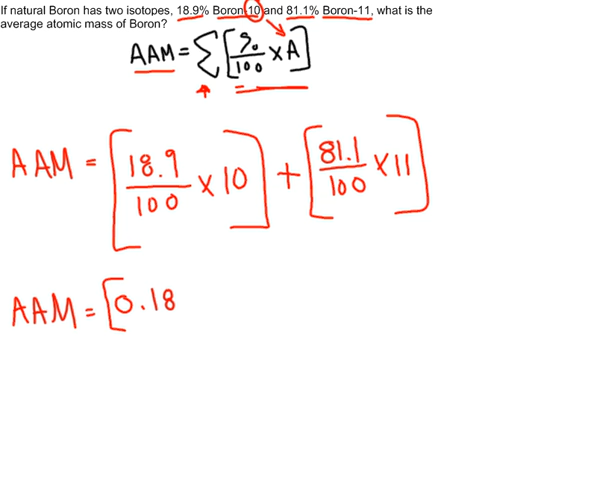 If natural Boron has two isotopes, 18.9% Boron-10 and 81.1% Boron-11, what is the
average atomic mass of Boron?
AAM = Σ [ %/100 × A ]
AAM = [ 18.9/100 × 10 ] + [ 81.1/100 × 11 ]
AAM = [ 0.18